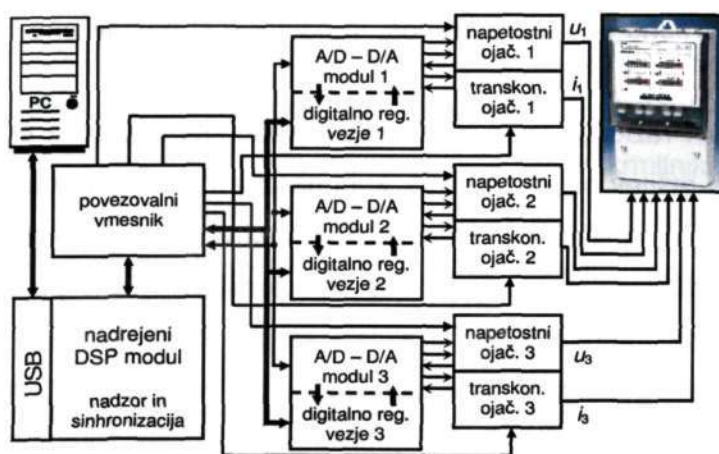 PC
povezovalni
vmesnik
USB
nadrejeni
DSP modul
nadzor in
sinhronizacija
A/D – D/A
modul 1
digitalno reg.
vezje 1
A/D – D/A
modul 2
digitalno reg.
vezje 2
A/D – D/A
modul 3
digitalno reg.
vezje 3
napetostni
ojač. 1
transkon.
ojač. 1
napetostni
ojač. 2
transkon.
ojač. 2
napetostni
ojač. 3
transkon.
ojač. 3
u1
i1
u3
i3